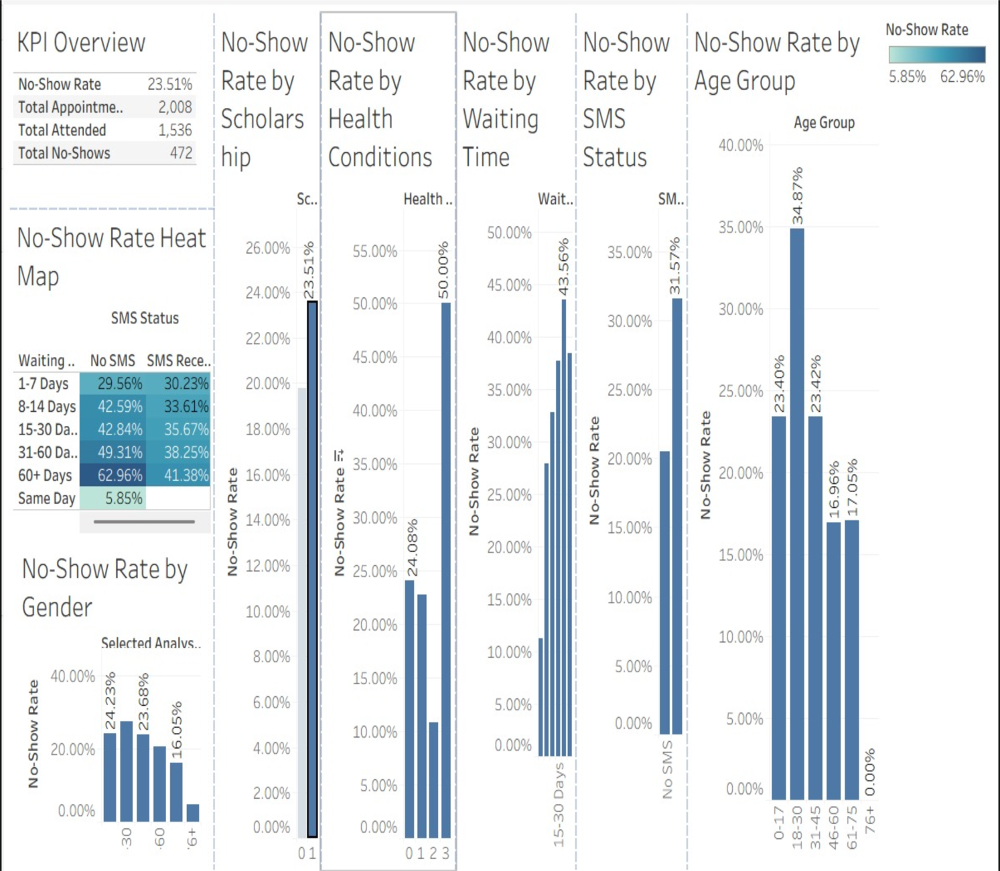 KPI Overview
No-Show Rate 23.51%
Total Appointme.. 2,008
Total Attended 1,536
Total No-Shows 472
No-Show Rate Heat
Map
SMS Status
Waiting .. No SMS SMS Rece..
1-7 Days 29.56% 30.23%
8-14 Days 42.59% 33.61%
15-30 Da.. 42.84% 35.67%
31-60 Da.. 49.31% 38.25%
60+ Days 62.96% 41.38%
Same Day 5.85%
No-Show Rate by
Gender
Selected Analys..
No-Show Rate
40.00%
20.00%
0.00%
24.23%
23.68%
16.05%
-30
-60
6+
No-Show
Rate by
Scholars
hip
Sc..
No-Show Rate
26.00%
24.00%
22.00%
20.00%
18.00%
16.00%
14.00%
12.00%
10.00%
8.00%
6.00%
4.00%
2.00%
0.00%
23.51%
0 1
No-Show
Rate by
Health
Conditions
Health ..
No-Show Rate
55.00%
50.00%
45.00%
40.00%
35.00%
30.00%
25.00%
20.00%
15.00%
10.00%
5.00%
0.00%
24.08%
50.00%
0 1 2 3
No-Show
Rate by
Waiting
Time
Wait..
No-Show Rate
50.00%
45.00%
40.00%
35.00%
30.00%
25.00%
20.00%
15.00%
10.00%
5.00%
0.00%
43.56%
15-30 Days
No-Show
Rate by
SMS
Status
SM..
No-Show Rate
35.00%
30.00%
25.00%
20.00%
15.00%
10.00%
5.00%
0.00%
31.57%
No SMS
No-Show Rate by
Age Group
Age Group
No-Show Rate
40.00%
35.00%
30.00%
25.00%
20.00%
15.00%
10.00%
5.00%
0.00%
23.40%
34.87%
23.42%
16.96%
17.05%
0.00%
0-17
18-30
31-45
46-60
61-75
76+
No-Show Rate
5.85% 62.96%